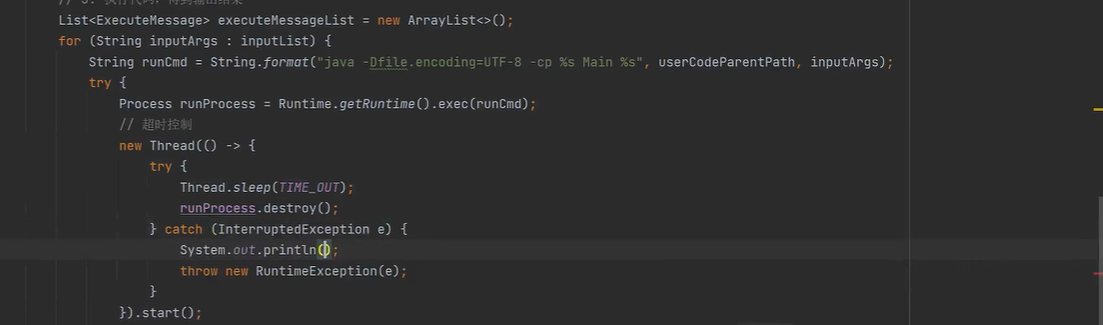 // 3. 执行代码，得到输出结果
List<ExecuteMessage> executeMessageList = new ArrayList<>();
for (String inputArgs : inputList) {
String runCmd = String.format("java -Dfile.encoding=UTF-8 -cp %s Main %s", userCodeParentPath, inputArgs);
try {
Process runProcess = Runtime.getRuntime().exec(runCmd);
// 超时控制
new Thread(() -> {
try {
Thread.sleep(TIME_OUT);
runProcess.destroy();
} catch (InterruptedException e) {
System.out.println();
throw new RuntimeException(e);
}
}).start();